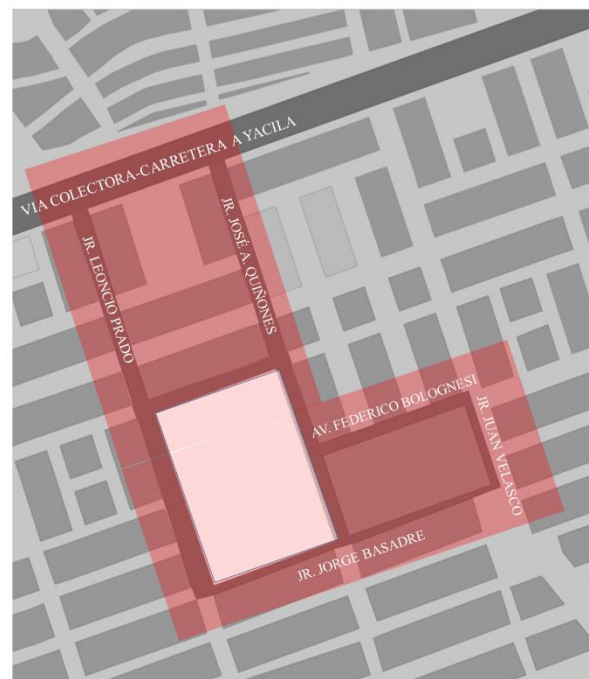 VIA COLECTORA-CARRETERA A YACILA
JR. LEONCIO PRADO
JR. JOSÉ A. QUIÑONES
AV. FEDERICO BOLOGNESI
JR. JUAN VELASCO
JR. JORGE BASADRE